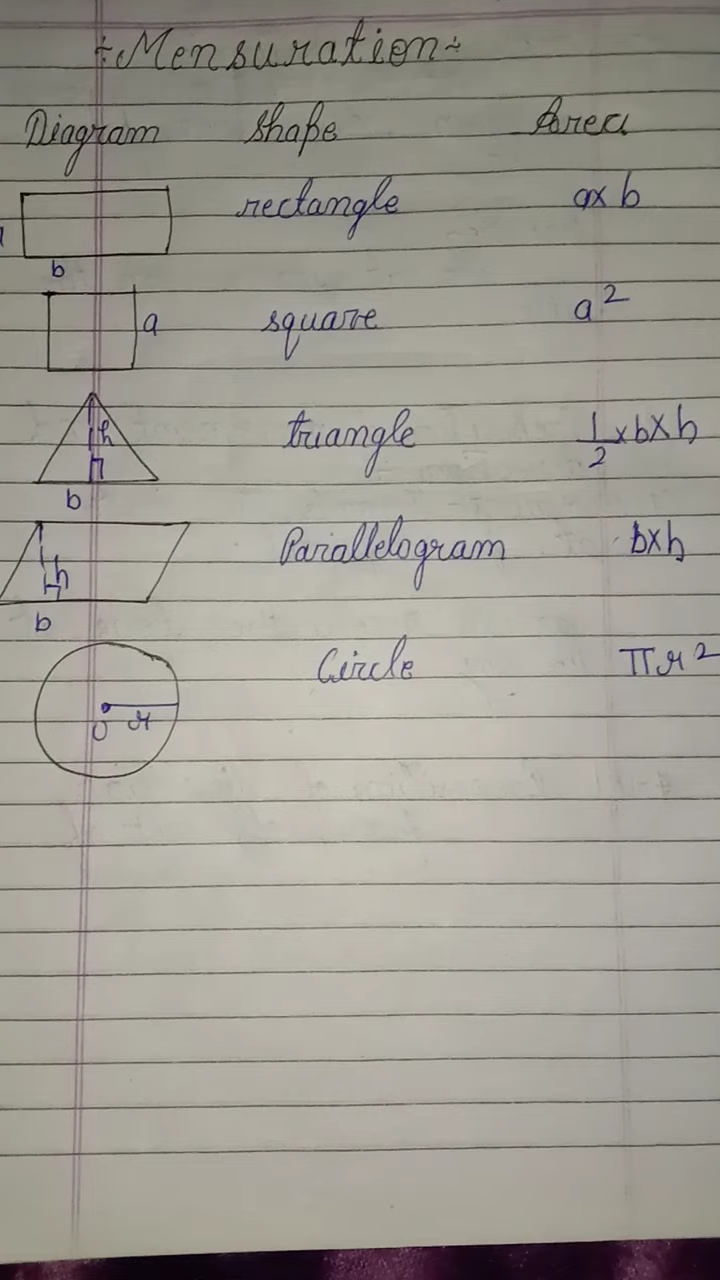 ÷Mensuration÷
Diagram shape Area
rectangle a× b
b
a square a²
h triangle 1/2 ×b×h
b
h Parallelogram b×h
b
Circle πr²
O r